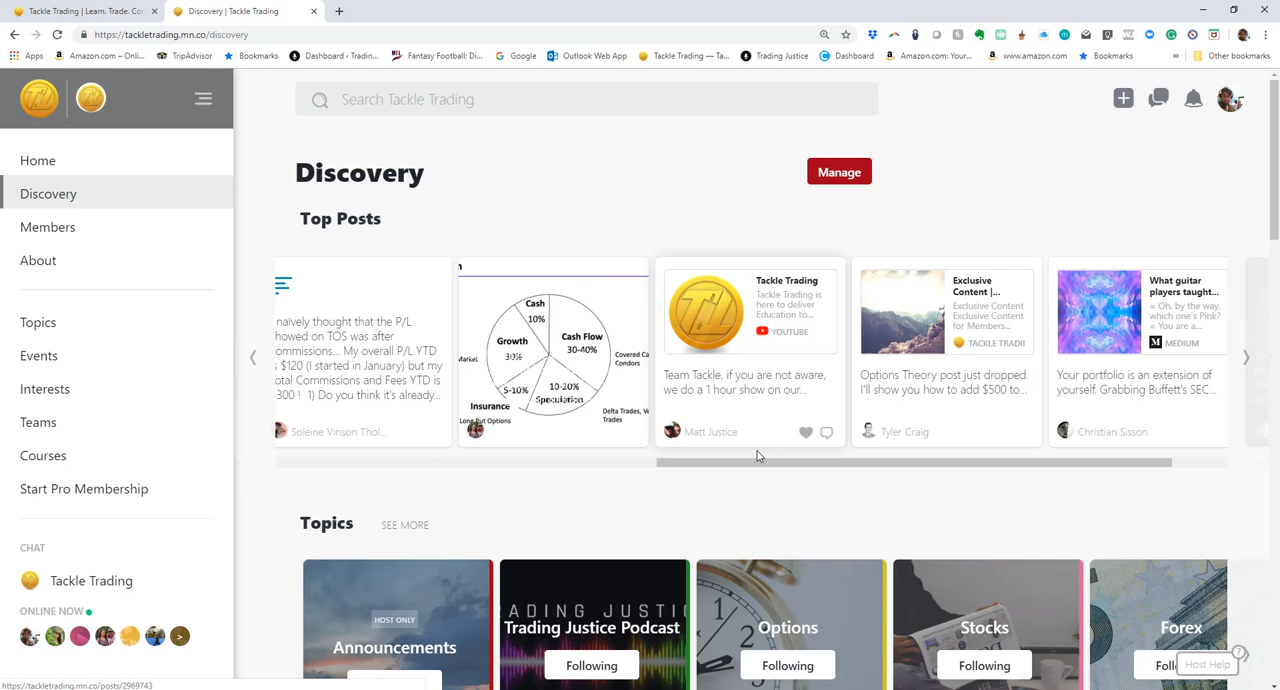 Tackle Trading | Learn. Trade. Co
Discovery | Tackle Trading
https://tackletrading.mn.co/discovery
Apps
Amazon.com – Onli...
TripAdvisor
Bookmarks
Dashboard ‹ Tradin...
Fantasy Football: Di...
Google
Outlook Web App
Tackle Trading — Ta...
Trading Justice
Dashboard
Amazon.com: Your...
www.amazon.com
Bookmarks
»
Other bookmarks
Search Tackle Trading
Home
Discovery
Members
About
Topics
Events
Interests
Teams
Courses
Start Pro Membership
CHAT
Tackle Trading
ONLINE NOW
Discovery
Manage
Top Posts
naively thought that the P/L
howed on TOS was after
ommissions... My overall P/L YTD
s $120 (I started in January) but my
otal Commissions and Fees YTD is
300 ! 1) Do you think it's already...
Soleine Vinson Thol...
n
Cash
10%
Growth
30%
Cash Flow
30-40%
Market
Covered Ca
Condors
5-10%
10-20%
Speculation
Insurance
Long Put Options
Delta Trades, Ve
Trades
Tackle Trading
Tackle Trading is
here to deliver
Education to...
YOUTUBE
Team Tackle, if you are not aware,
we do a 1 hour show on our...
Matt Justice
Exclusive
Content |...
Exclusive Content
Exclusive Content
for Members...
TACKLE TRADII
Options Theory post just dropped.
I'll show you how to add $500 to...
Tyler Craig
What guitar
players taught...
= Oh, by the way,
which one's Pink?
= You are a...
MEDIUM
Your portfolio is an extension of
yourself. Grabbing Buffett's SEC...
Christian Sisson
Topics
SEE MORE
HOST ONLY
Announcements
RADING JUSTIC
Trading Justice Podcast
Following
Options
Following
Stocks
Following
Forex
Foll
Host Help
?
https://tackletrading.mn.co/posts/2969743